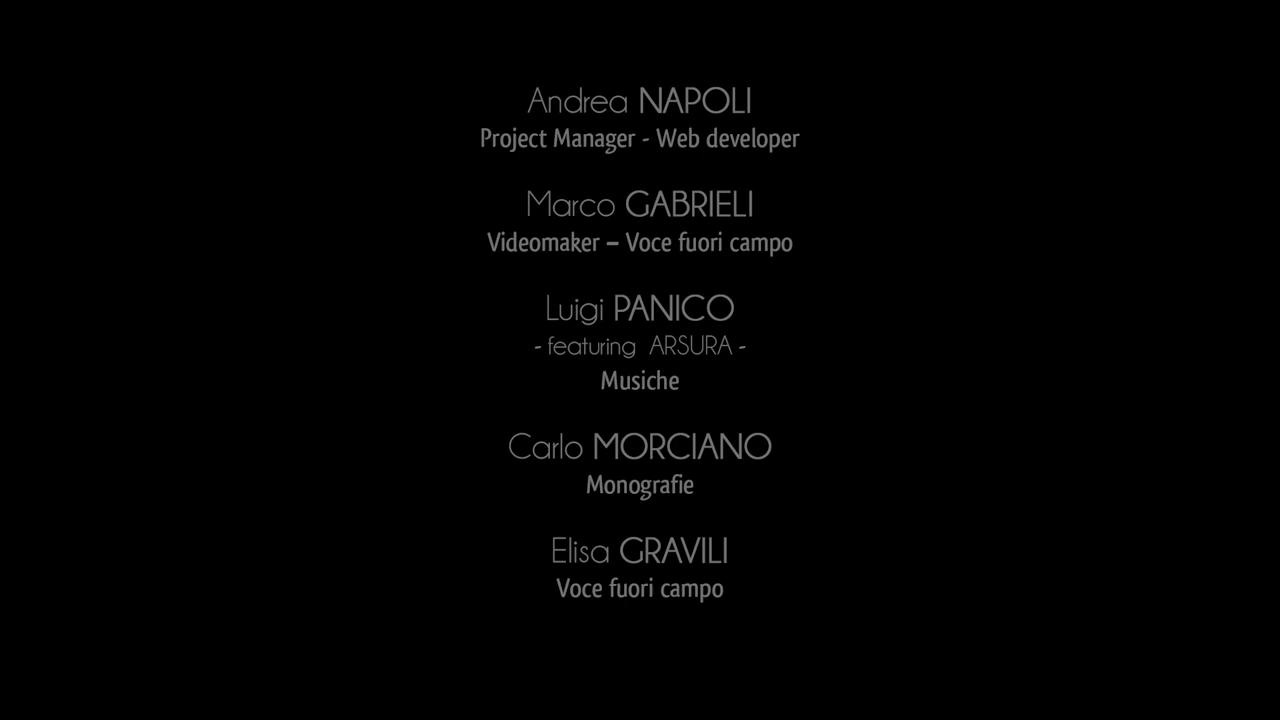 Andrea NAPOLI
Project Manager - Web developer
Marco GABRIELI
Videomaker – Voce fuori campo
Luigi PANICO
- featuring ARSURA -
Musiche
Carlo MORCIANO
Monografie
Elisa GRAVILI
Voce fuori campo